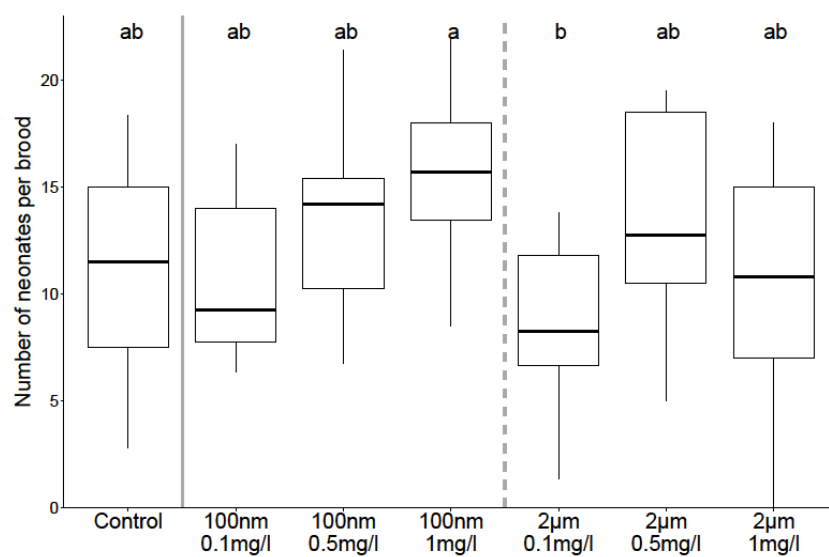 ab ab ab a b ab ab
Number of neonates per brood
20
15
10
5
0
Control 100nm 100nm 100nm 2µm 2µm 2µm
0.1mg/l 0.5mg/l 1mg/l 0.1mg/l 0.5mg/l 1mg/l